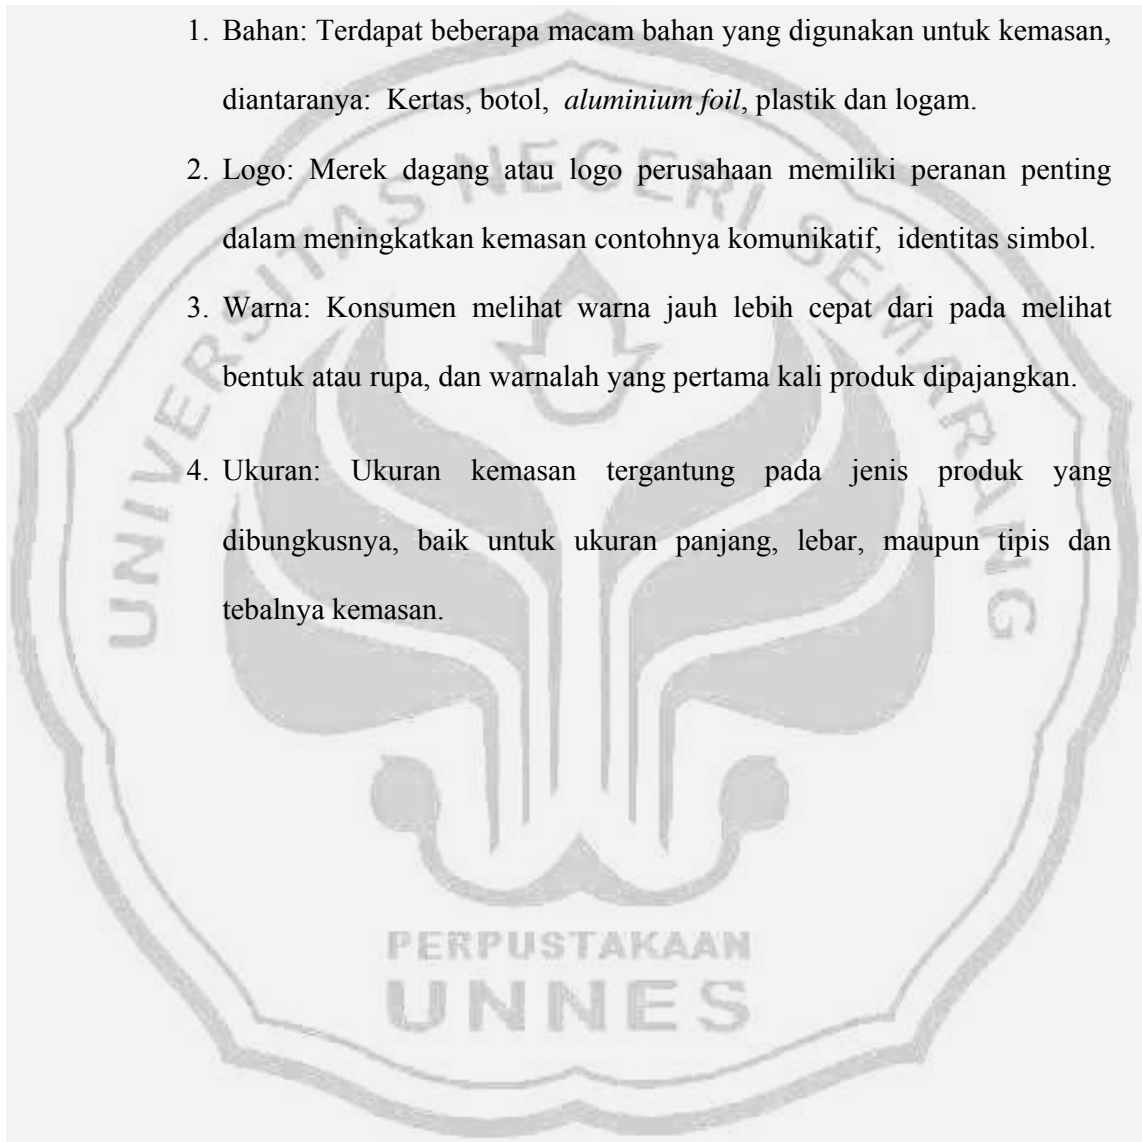 1. Bahan: Terdapat beberapa macam bahan yang digunakan untuk kemasan,
diantaranya: Kertas, botol, aluminium foil, plastik dan logam.
2. Logo: Merek dagang atau logo perusahaan memiliki peranan penting
dalam meningkatkan kemasan contohnya komunikatif, identitas simbol.
3. Warna: Konsumen melihat warna jauh lebih cepat dari pada melihat
bentuk atau rupa, dan warnalah yang pertama kali produk dipajangkan.
4. Ukuran: Ukuran kemasan tergantung pada jenis produk yang
dibungkusnya, baik untuk ukuran panjang, lebar, maupun tipis dan
tebalnya kemasan.
UNIVERSITAS NEGERI SEMARANG
PERPUSTAKAAN
UNNES